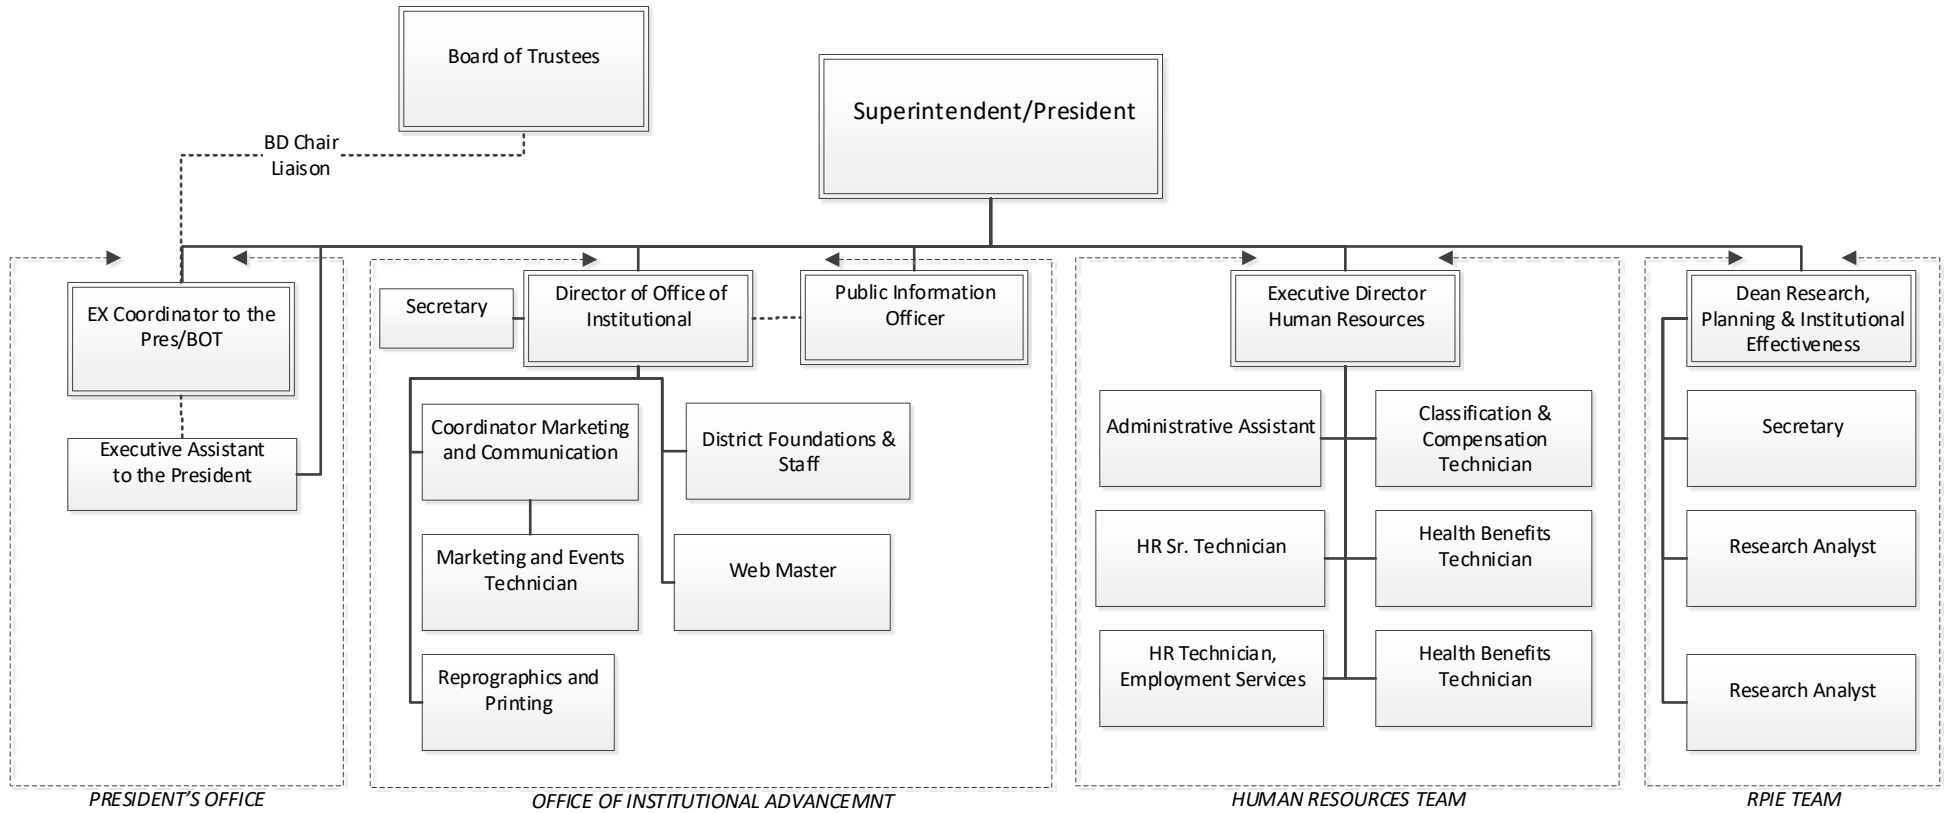 Board of Trustees
Superintendent/President
BD Chair
Liaison
EX Coordinator to the
Pres/BOT
Executive Assistant
to the President
PRESIDENT'S OFFICE
Secretary
Director of Office of
Institutional
Public Information
Officer
Coordinator Marketing
and Communication
District Foundations &
Staff
Marketing and Events
Technician
Web Master
Reprographics and
Printing
OFFICE OF INSTITUTIONAL ADVANCEMNT
Executive Director
Human Resources
Administrative Assistant
Classification &
Compensation
Technician
HR Sr. Technician
Health Benefits
Technician
HR Technician,
Employment Services
Health Benefits
Technician
HUMAN RESOURCES TEAM
Dean Research,
Planning & Institutional
Effectiveness
Secretary
Research Analyst
Research Analyst
RPIE TEAM